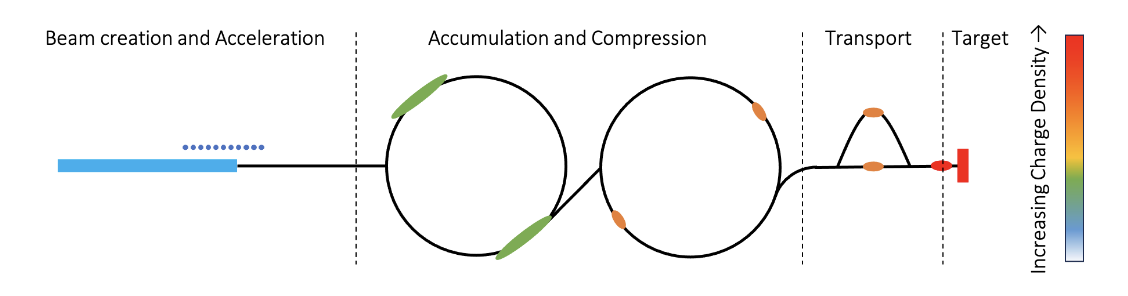 Beam creation and Acceleration
Accumulation and Compression
Transport
Target
Increasing Charge Density →